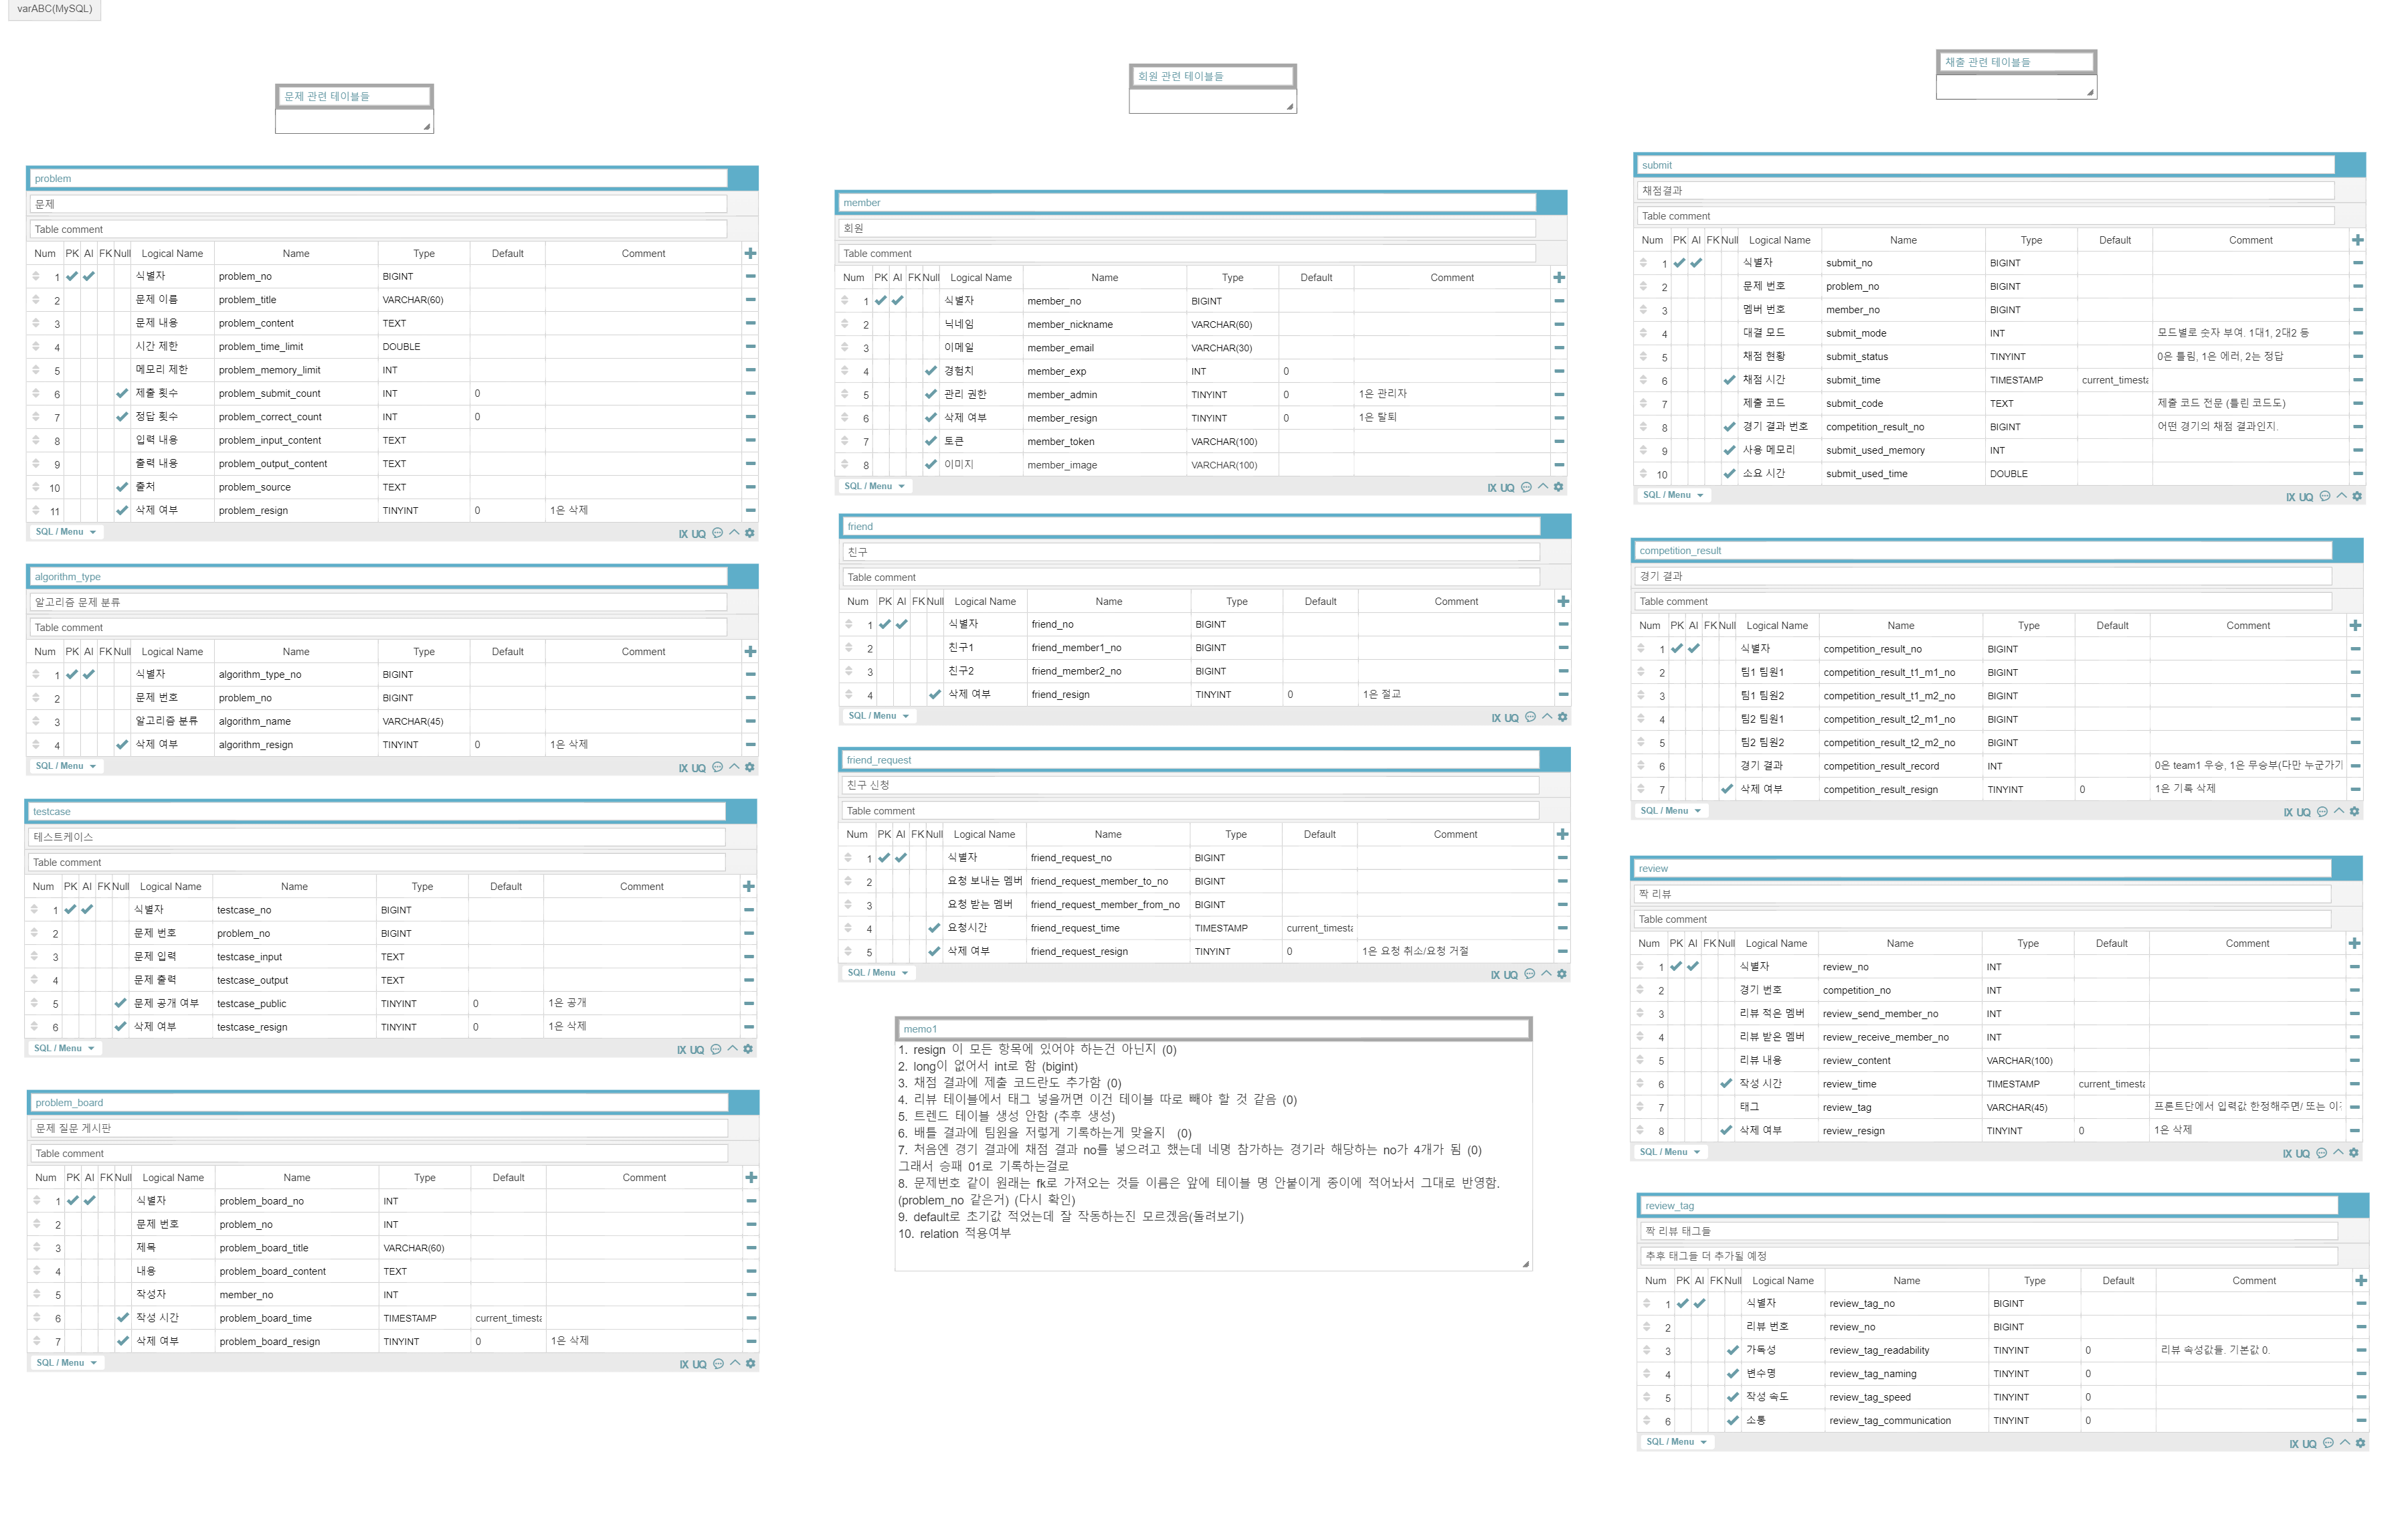 varABC(MySQL)
문제 관련 테이블들
problem
문제
Table comment
Num PK AI FK Null Logical Name Name Type Default Comment
1 식별자 problem_no BIGINT
2 문제 이름 problem_title VARCHAR(60)
3 문제 내용 problem_content TEXT
4 시간 제한 problem_time_limit DOUBLE
5 메모리 제한 problem_memory_limit INT
6 제출 횟수 problem_submit_count INT 0
7 정답 횟수 problem_correct_count INT 0
8 입력 내용 problem_input_content TEXT
9 출력 내용 problem_output_content TEXT
10 출처 problem_source TEXT
11 삭제 여부 problem_resign TINYINT 0 1은 삭제
SQL / Menu IX UQ
algorithm_type
알고리즘 문제 분류
Table comment
Num PK AI FK Null Logical Name Name Type Default Comment
1 식별자 algorithm_type_no BIGINT
2 문제 번호 problem_no BIGINT
3 알고리즘 분류 algorithm_name VARCHAR(45)
4 삭제 여부 algorithm_resign TINYINT 0 1은 삭제
SQL / Menu IX UQ
testcase
테스트케이스
Table comment
Num PK AI FK Null Logical Name Name Type Default Comment
1 식별자 testcase_no BIGINT
2 문제 번호 problem_no BIGINT
3 문제 입력 testcase_input TEXT
4 문제 출력 testcase_output TEXT
5 문제 공개 여부 testcase_public TINYINT 0 1은 공개
6 삭제 여부 testcase_resign TINYINT 0 1은 삭제
SQL / Menu IX UQ
problem_board
문제 질문 게시판
Table comment
Num PK AI FK Null Logical Name Name Type Default Comment
1 식별자 problem_board_no INT
2 문제 번호 problem_no INT
3 제목 problem_board_title VARCHAR(60)
4 내용 problem_board_content TEXT
5 작성자 member_no INT
6 작성 시간 problem_board_time TIMESTAMP current_timesta
7 삭제 여부 problem_board_resign TINYINT 0 1은 삭제
SQL / Menu IX UQ
회원 관련 테이블들
member
회원
Table comment
Num PK AI FK Null Logical Name Name Type Default Comment
1 식별자 member_no BIGINT
2 닉네임 member_nickname VARCHAR(60)
3 이메일 member_email VARCHAR(30)
4 경험치 member_exp INT 0
5 관리 권한 member_admin TINYINT 0 1은 관리자
6 삭제 여부 member_resign TINYINT 0 1은 탈퇴
7 토큰 member_token VARCHAR(100)
8 이미지 member_image VARCHAR(100)
SQL / Menu IX UQ
friend
친구
Table comment
Num PK AI FK Null Logical Name Name Type Default Comment
1 식별자 friend_no BIGINT
2 친구1 friend_member1_no BIGINT
3 친구2 friend_member2_no BIGINT
4 삭제 여부 friend_resign TINYINT 0 1은 절교
SQL / Menu IX UQ
friend_request
친구 신청
Table comment
Num PK AI FK Null Logical Name Name Type Default Comment
1 식별자 friend_request_no BIGINT
2 요청 보내는 멤버 friend_request_member_to_no BIGINT
3 요청 받는 멤버 friend_request_member_from_no BIGINT
4 요청시간 friend_request_time TIMESTAMP current_timesta
5 삭제 여부 friend_request_resign TINYINT 0 1은 요청 취소/요청 거절
SQL / Menu IX UQ
memo1
1. resign 이 모든 항목에 있어야 하는건 아닌지 (0)
2. long이 없어서 int로 함 (bigint)
3. 채점 결과에 제출 코드란도 추가함 (0)
4. 리뷰 테이블에서 태그 넣을꺼면 이건 테이블 따로 빼야 할 것 같음 (0)
5. 트렌드 테이블 생성 안함 (추후 생성)
6. 배틀 결과에 팀원을 저렇게 기록하는게 맞을지 (0)
7. 처음엔 경기 결과에 채점 결과 no를 넣으려고 했는데 네명 참가하는 경기라 해당하는 no가 4개가 됨 (0)
그래서 승패 01로 기록하는걸로
8. 문제번호 같이 원래는 fk로 가져오는 것들 이름은 앞에 테이블 명 안붙이게 종이에 적어놔서 그대로 반영함.
(problem_no 같은거) (다시 확인)
9. default로 초기값 적었는데 잘 작동하는진 모르겠음(돌려보기)
10. relation 적용여부
채출 관련 테이블들
submit
채점결과
Table comment
Num PK AI FK Null Logical Name Name Type Default Comment
1 식별자 submit_no BIGINT
2 문제 번호 problem_no BIGINT
3 멤버 번호 member_no BIGINT
4 대결 모드 submit_mode INT 모드별로 숫자 부여. 1대1, 2대2 등
5 채점 현황 submit_status TINYINT 0은 틀림, 1은 에러, 2는 정답
6 채점 시간 submit_time TIMESTAMP current_timesta
7 제출 코드 submit_code TEXT 제출 코드 전문 (틀린 코드도)
8 경기 결과 번호 competition_result_no BIGINT 어떤 경기의 채점 결과인지.
9 사용 메모리 submit_used_memory INT
10 소요 시간 submit_used_time DOUBLE
SQL / Menu IX UQ
competition_result
경기 결과
Table comment
Num PK AI FK Null Logical Name Name Type Default Comment
1 식별자 competition_result_no BIGINT
2 팀1 팀원1 competition_result_t1_m1_no BIGINT
3 팀1 팀원2 competition_result_t1_m2_no BIGINT
4 팀2 팀원1 competition_result_t2_m1_no BIGINT
5 팀2 팀원2 competition_result_t2_m2_no BIGINT
6 경기 결과 competition_result_record INT 0은 team1 우승, 1은 무승부(다만 누군가가
7 삭제 여부 competition_result_resign TINYINT 0 1은 기록 삭제
SQL / Menu IX UQ
review
짝 리뷰
Table comment
Num PK AI FK Null Logical Name Name Type Default Comment
1 식별자 review_no INT
2 경기 번호 competition_no INT
3 리뷰 적은 멤버 review_send_member_no INT
4 리뷰 받은 멤버 review_receive_member_no INT
5 리뷰 내용 review_content VARCHAR(100)
6 작성 시간 review_time TIMESTAMP current_timesta
7 태그 review_tag VARCHAR(45) 프론트단에서 입력값 한정해주면/ 또는
8 삭제 여부 review_resign TINYINT 0 1은 삭제
SQL / Menu IX UQ
review_tag
짝 리뷰 태그들
추후 태그들 더 추가될 예정
Num PK AI FK Null Logical Name Name Type Default Comment
1 식별자 review_tag_no BIGINT
2 리뷰 번호 review_no BIGINT
3 가독성 review_tag_readability TINYINT 0 리뷰 속성값들. 기본값 0.
4 변수명 review_tag_naming TINYINT 0
5 작성 속도 review_tag_speed TINYINT 0
6 소통 review_tag_communication TINYINT 0
SQL / Menu IX UQ